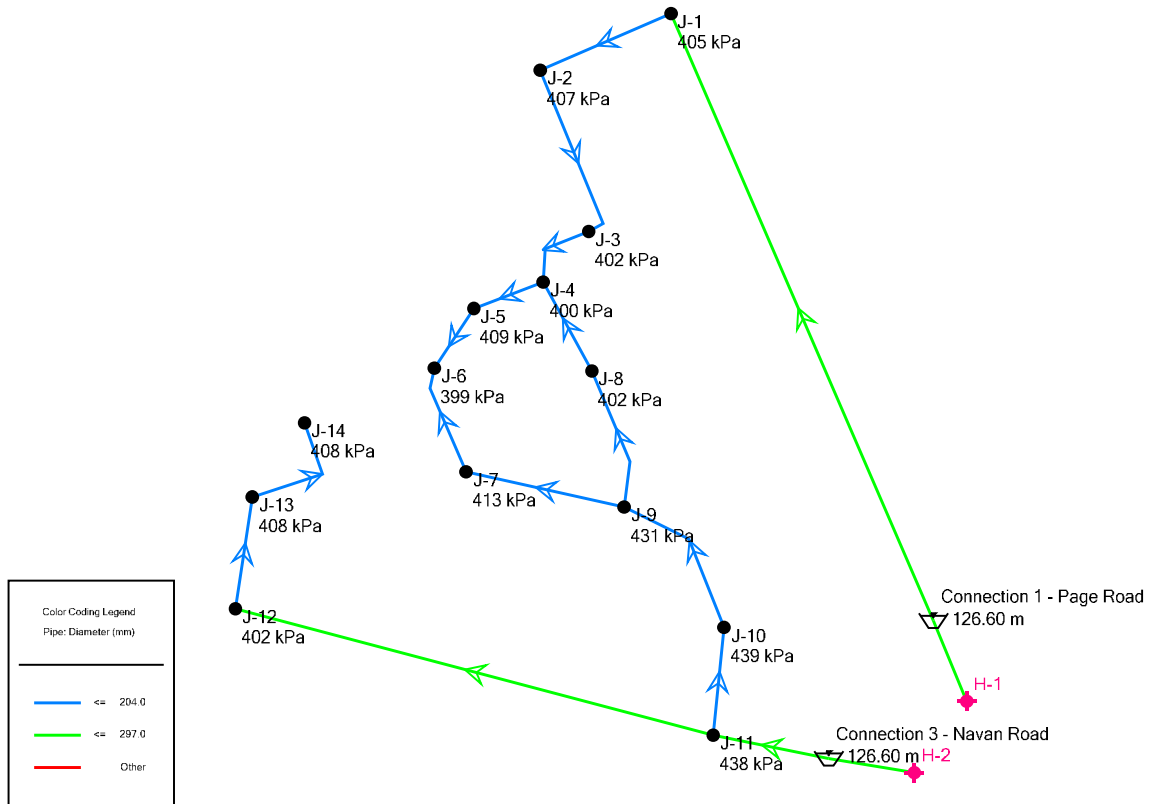 J-1
405 kPa
J-2
407 kPa
J-3
402 kPa
J-4
400 kPa
J-5
409 kPa
J-6
399 kPa
J-8
402 kPa
J-14
408 kPa
J-7
413 kPa
J-13
408 kPa
J-9
431 kPa
Connection 1 - Page Road
126.60 m
J-12
402 kPa
J-10
439 kPa
H-1
Connection 3 - Navan Road
126.60 m
H-2
J-11
438 kPa
Color Coding Legend
Pipe: Diameter (mm)
<= 204.0
<= 297.0
Other